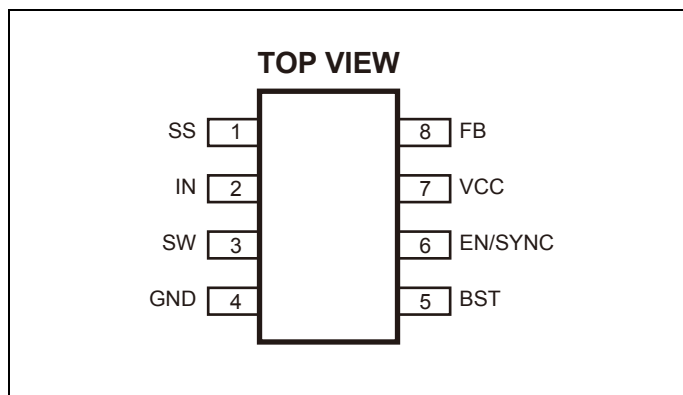 TOP VIEW
SS 1 8 FB
IN 2 7 VCC
SW 3 6 EN/SYNC
GND 4 5 BST